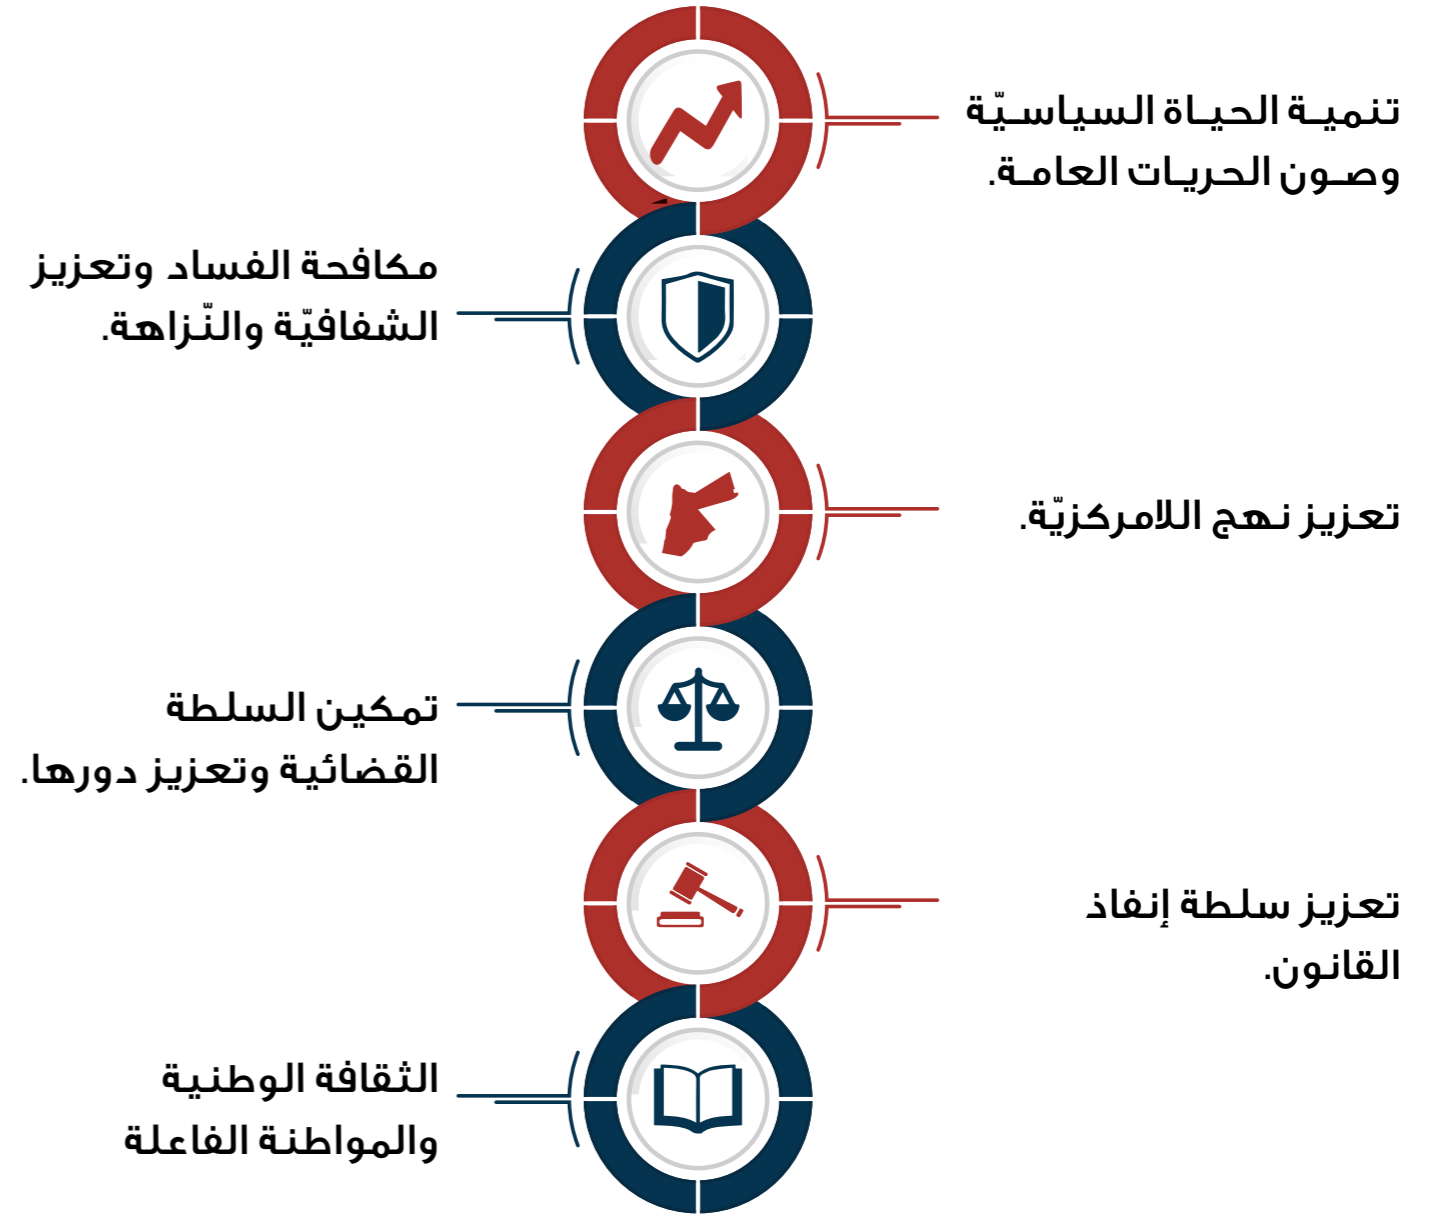 تنمية الحياة السياسيّة
وصون الحريات العامة.
مكافحة الفساد وتعزيز
الشفافيّة والنّزاهة.
تعزيز نهج اللامركزيّة.
تمكين السلطة
القضائية وتعزيز دورها.
تعزيز سلطة إنفاذ
القانون.
الثقافة الوطنية
والمواطنة الفاعلة